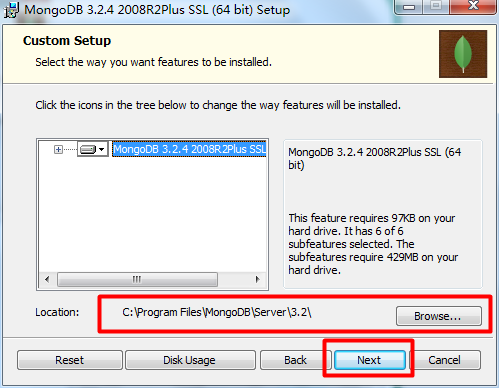 MongoDB 3.2.4 2008R2Plus SSL (64 bit) Setup
Custom Setup
Select the way you want features to be installed.
Click the icons in the tree below to change the way features will be installed.
MongoDB 3.2.4 2008R2Plus SSL
MongoDB 3.2.4 2008R2Plus SSL (64
bit)
This feature requires 97KB on your
hard drive. It has 6 of 6
subfeatures selected. The
subfeatures require 429MB on your
hard drive.
Location: C:\Program Files\MongoDB\Server\3.2\ Browse...
Reset Disk Usage Back Next Cancel